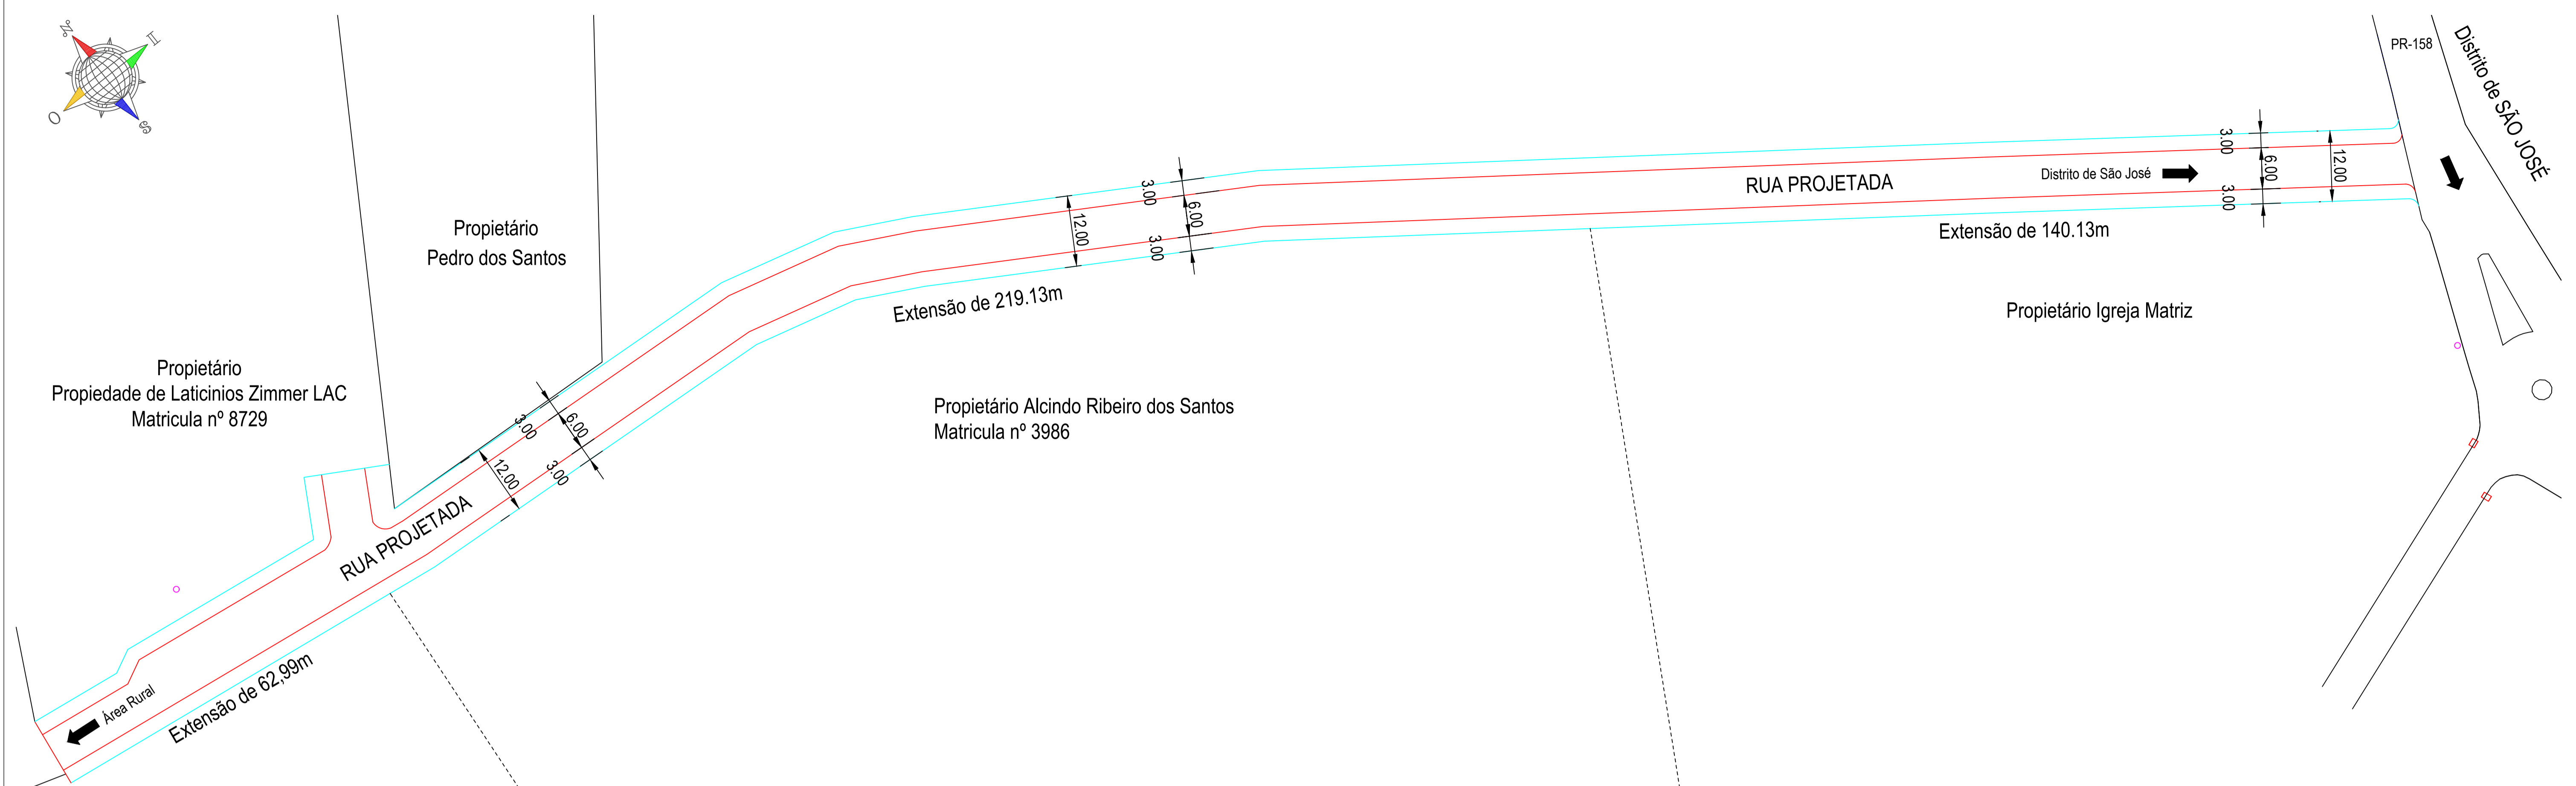 N.
L
O
S
PR-158
Distrito de SÃO JOSÉ
Propietário
Pedro dos Santos
3.00
6.00
3.00
12.00
3.00
6.00
3.00
12.00
RUA PROJETADA
Distrito de São José
Extensão de 140.13m
Extensão de 219.13m
Propietário Igreja Matriz
Propietário
Propiedade de Laticinios Zimmer LAC
Matricula nº 8729
Propietário Alcindo Ribeiro dos Santos
Matricula nº 3986
3.00
6.00
3.00
12.00
RUA PROJETADA
Área Rural
Extensão de 62,99m